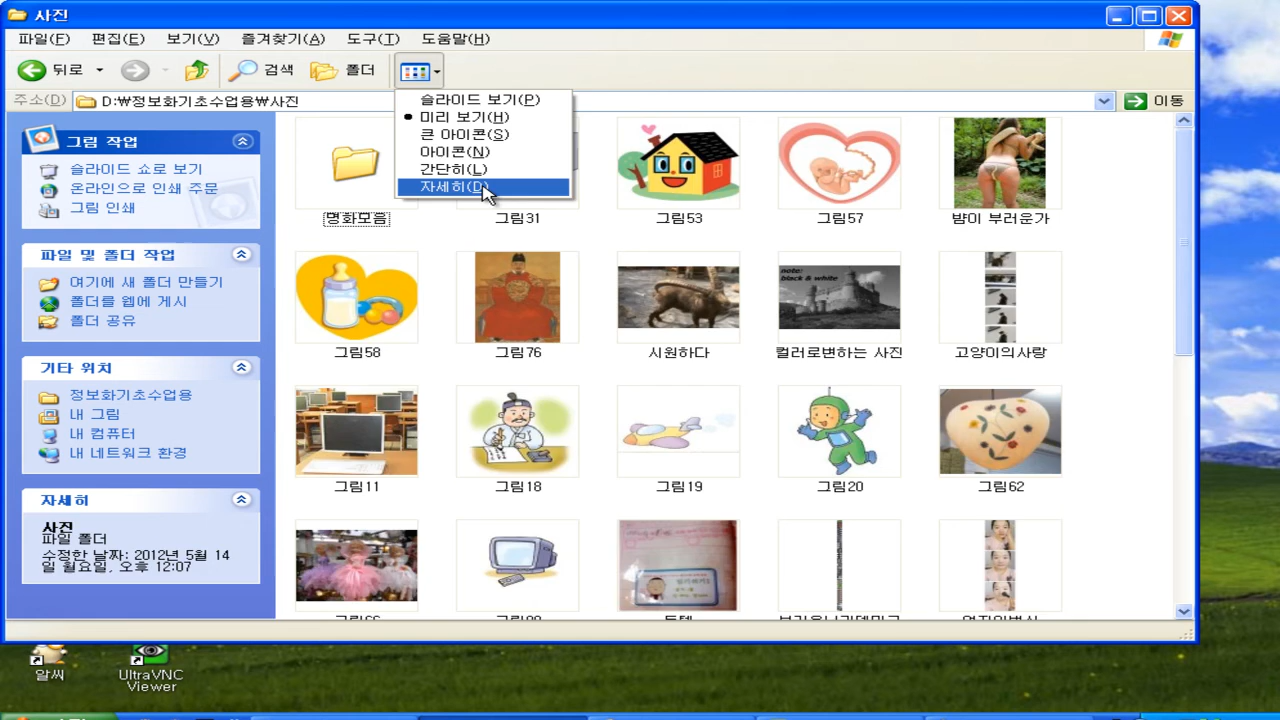 사진
파일(F) 편집(E) 보기(V) 즐겨찾기(A) 도구(T) 도움말(H)
뒤로 검색 폴더
주소(D) D:₩정보화기초수업용₩사진 이동
슬라이드 보기(P)
미리 보기(H)
큰 아이콘(S)
아이콘(N)
간단히(L)
자세히(D)
그림 작업
슬라이드 쇼로 보기
온라인으로 인쇄 주문
그림 인쇄
파일 및 폴더 작업
여기에 새 폴더 만들기
폴더를 웹에 게시
폴더 공유
기타 위치
정보화기초수업용
내 그림
내 컴퓨터
내 네트워크 환경
자세히
사진
파일 폴더
수정한 날짜: 2012년 5월 14
일 월요일, 오후 12:07
명화모음 그림31 그림53 그림57 뱀이 부러운가
note:
black & white
그림58 그림76 시원하다 컬러로변하는 사진 고양이의사랑
그림11 그림18 그림19 그림20 그림62
알씨
UltraVNC
Viewer